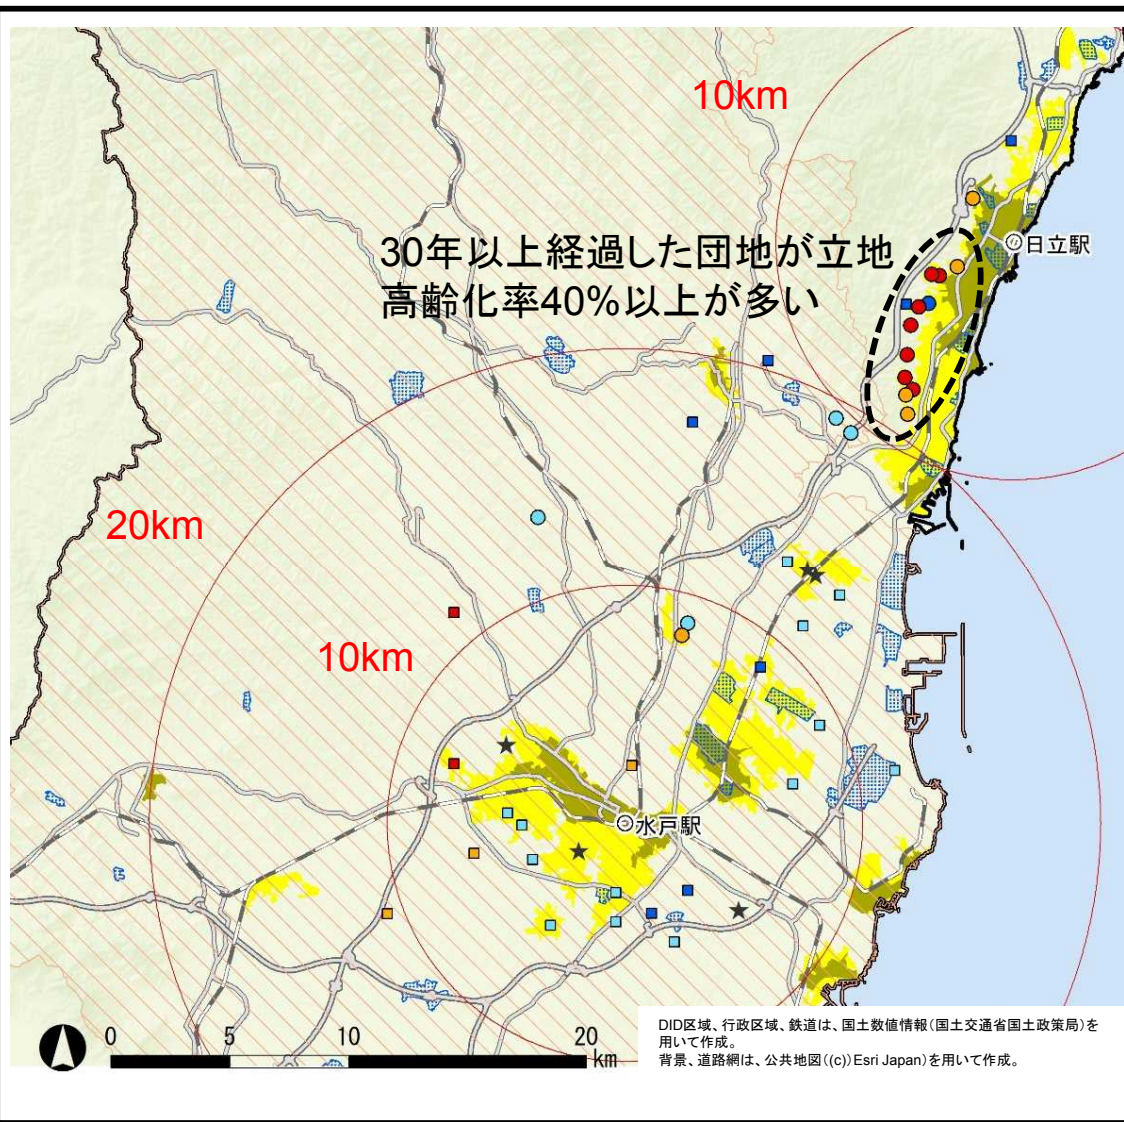 10km
日立駅
30年以上経過した団地が立地
高齢化率40%以上が多い
20km
10km
水戸駅
0 5 10 20
km
DID区域、行政区域、鉄道は、国土数値情報(国土交通省国土政策局)を
用いて作成。
背景、道路網は、公共地図((c))Esri Japan)を用いて作成。